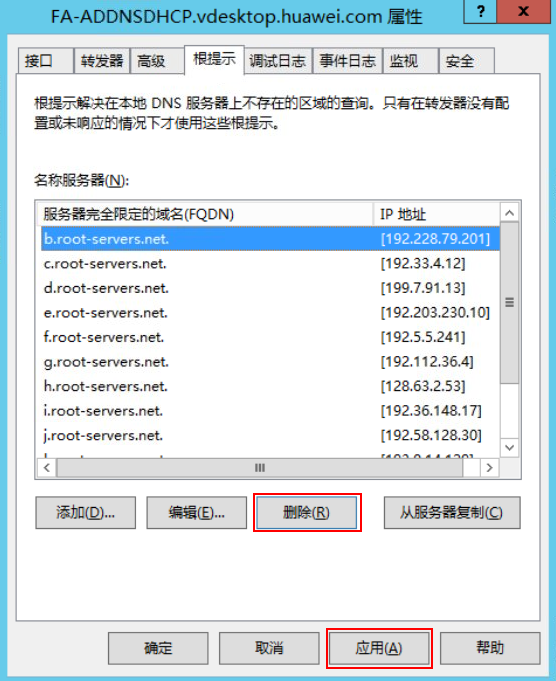 FA-ADDNSDHCP.vdesktop.huawei.com 属性
? x
接口 转发器 高级 根提示 调试日志 事件日志 监视 安全
根提示解决在本地 DNS 服务器上不存在的区域的查询。只有在转发器没有配
置或未响应的情况下才使用这些根提示。
名称服务器(N):
服务器完全限定的域名(FQDN) IP 地址
b.root-servers.net. [192.228.79.201]
c.root-servers.net. [192.33.4.12]
d.root-servers.net. [199.7.91.13]
e.root-servers.net. [192.203.230.10]
f.root-servers.net. [192.5.5.241]
g.root-servers.net. [192.112.36.4]
h.root-servers.net. [128.63.2.53]
i.root-servers.net. [192.36.148.17]
j.root-servers.net. [192.58.128.30]
添加(D)... 编辑(E)... 删除(R) 从服务器复制(C)
确定 取消 应用(A) 帮助